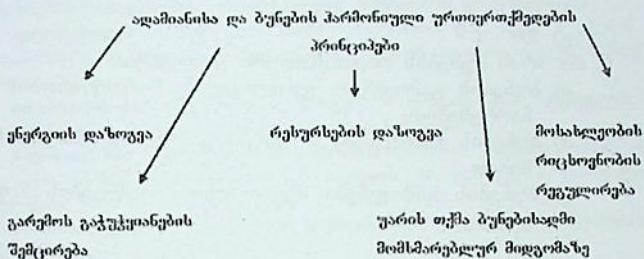 ადამიანისა და ბუნების ჰარმონიული ურთიერთქმედების
პრინციპები
ენერგიის დაზოგვა
რესურსების დაზოგვა
მოსახლეობის
რიცხოვნობის
რეგულირება
გარემოს გაჭუჭყიანების
შემცირება
უარის თქმა ბუნებისადმი
მომხმარებლურ მიდგომაზე